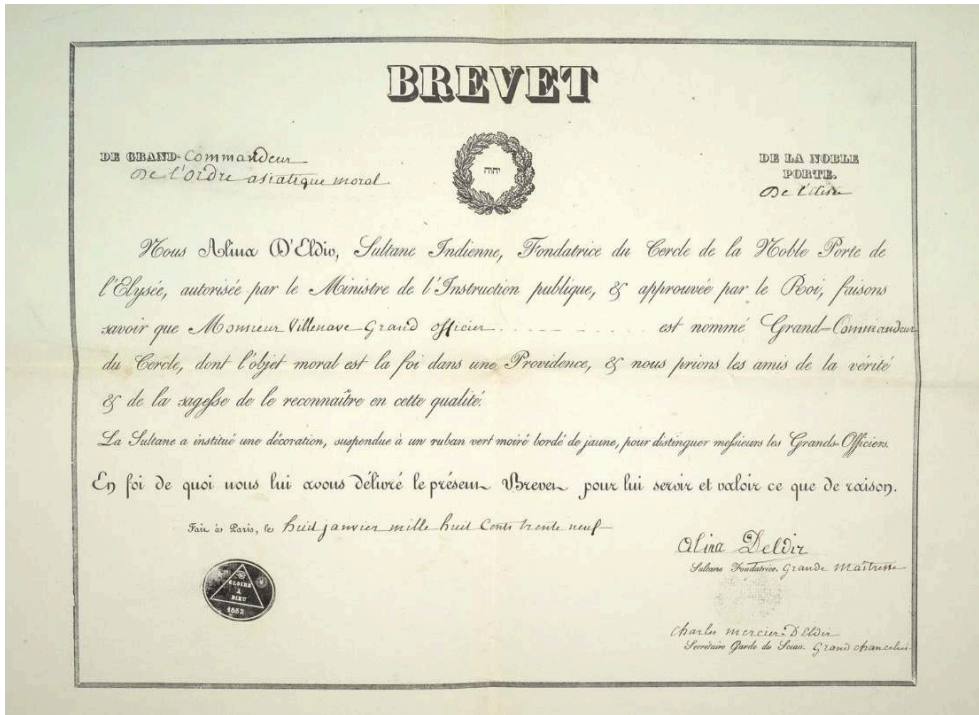 BREVET
DE GRAND-Commandeur
De l'Ordre asiatique moral
יהוה
DE LA NOBLE
PORTE.
De l'Elisée
Nous Alina D'Eldir, Sultane Indienne, Fondatrice du Cercle de la Noble Porte de
l'Elysée, autorisée par le Ministre de l'Instruction publique, & approuvée par le Roi, faisons
savoir que Monsieur Villenave Grand officier est nommé Grand-Commandeur
du Cercle, dont l'objet moral est la foi dans une Providence, & nous prions les amis de la vérité
& de la sagesse de le reconnaître en cette qualité.
La Sultane a institué une décoration, suspendue à un ruban vert moiré bordé de jaune, pour distinguer messieurs les Grands-Officiers.
En foi de quoi nous lui avons délivré le présent Brevet pour lui servir et valoir ce que de raison.
Fait à Paris, le huit janvier mille huit Cents trente neuf
Alina Deldir
Sultane Fondatrice. Grande Maîtresse
GLOIRE
A
DIEU
Charles mercier D'Eldir
Secrétaire Garde des Sceaux. Grand chancelier